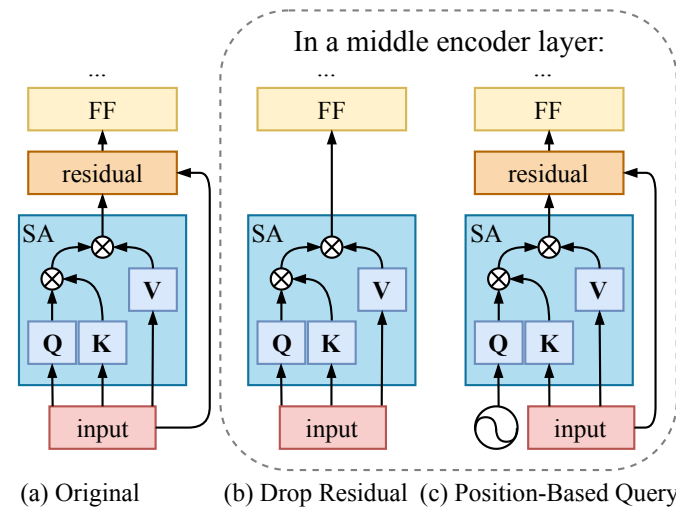 In a middle encoder layer:
...
FF
residual
SA
V
Q
K
input
(a) Original
...
FF
SA
V
Q
K
input
(b) Drop Residual
...
FF
residual
SA
V
Q
K
input
(c) Position-Based Query